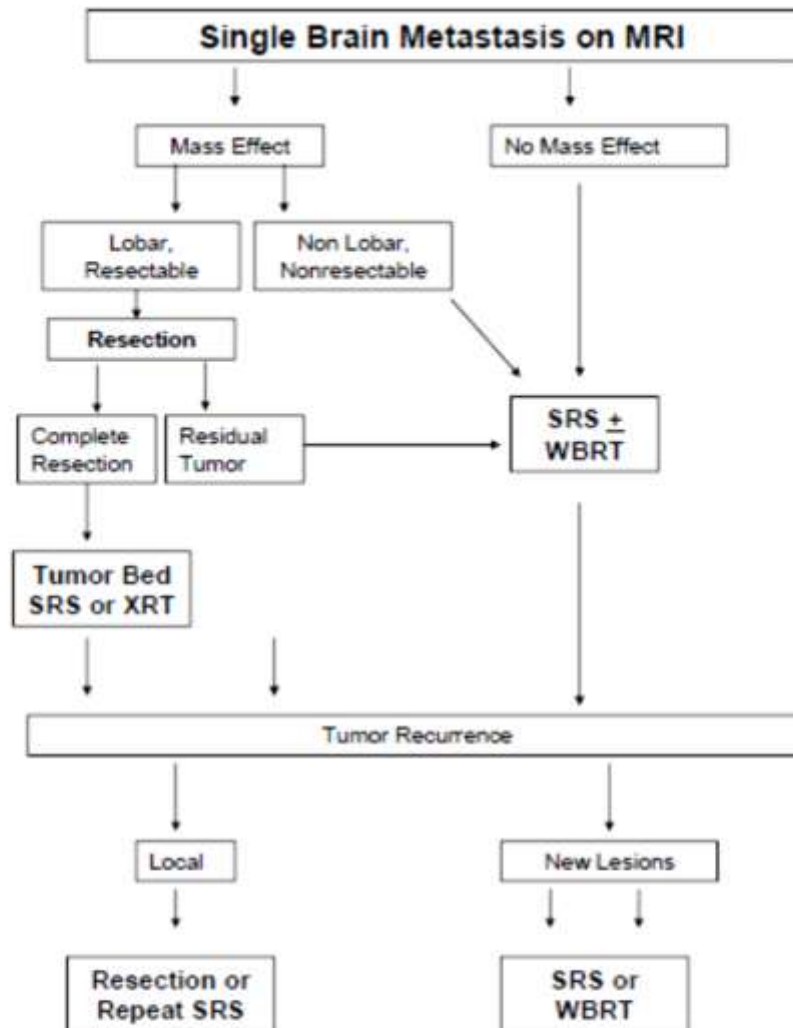 Single Brain Metastasis on MRI
Mass Effect
No Mass Effect
Lobar,
Resectable
Non Lobar,
Nonresectable
Resection
Complete
Resection
Residual
Tumor
SRS ±
WBRT
Tumor Bed
SRS or XRT
Tumor Recurrence
Local
New Lesions
Resection or
Repeat SRS
SRS or
WBRT